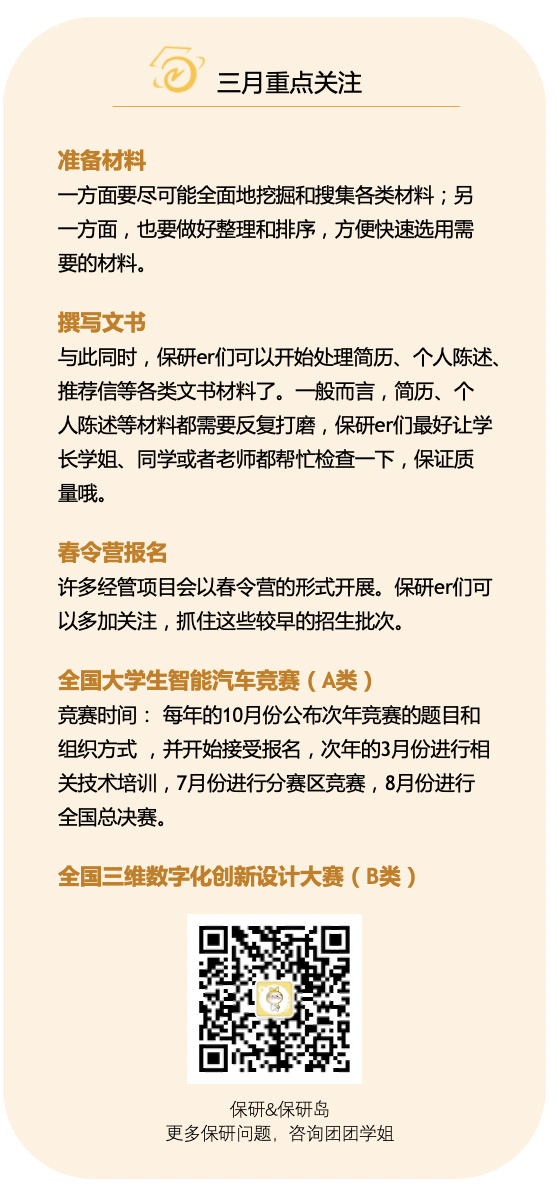 三月重点关注
准备材料
一方面要尽可能全面地挖掘和搜集各类材料；另
一方面，也要做好整理和排序，方便快速选用需
要的材料。
撰写文书
与此同时，保研er们可以开始处理简历、个人陈述、
推荐信等各类文书材料了。一般而言，简历、个
人陈述等材料都需要反复打磨，保研er们最好让学
长学姐、同学或者老师都帮忙检查一下，保证质
量哦。
春令营报名
许多经管项目会以春令营的形式开展。保研er们可
以多加关注，抓住这些较早的招生批次。
全国大学生智能汽车竞赛（A类）
竞赛时间： 每年的10月份公布次年竞赛的题目和
组织方式 ，并开始接受报名，次年的3月份进行相
关技术培训，7月份进行分赛区竞赛，8月份进行
全国总决赛。
全国三维数字化创新设计大赛（B类）
保研&保研岛
更多保研问题，咨询团团学姐